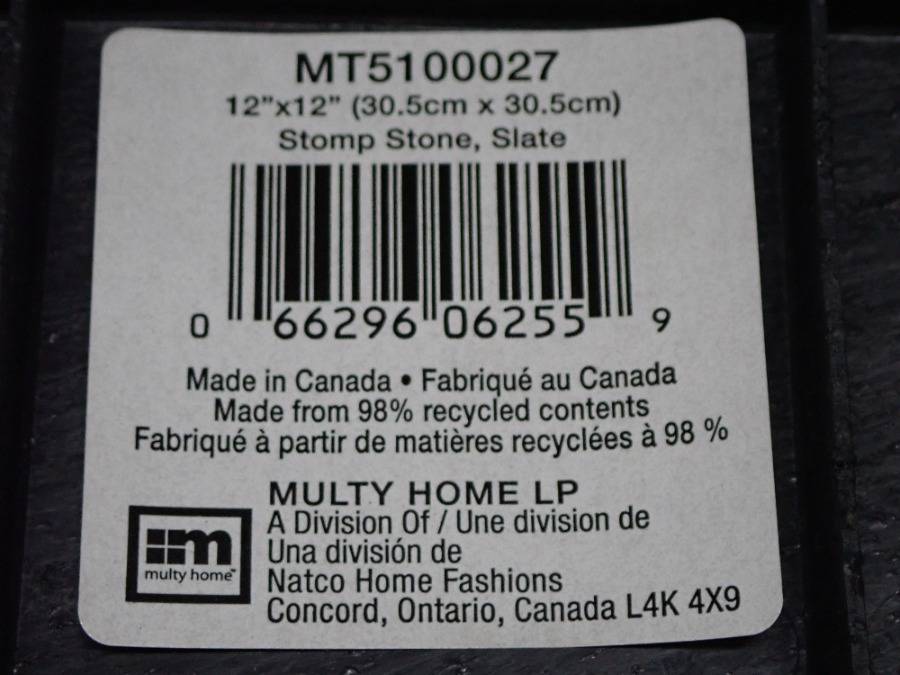 MT5100027
12"x12" (30.5cm x 30.5cm)
Stomp Stone, Slate
0 66296 06255 9
Made in Canada • Fabriqué au Canada
Made from 98% recycled contents
Fabriqué à partir de matières recyclées à 98 %
MULTY HOME LP
A Division Of / Une division de
Una división de
Natco Home Fashions
Concord, Ontario, Canada L4K 4X9
m
multy home™